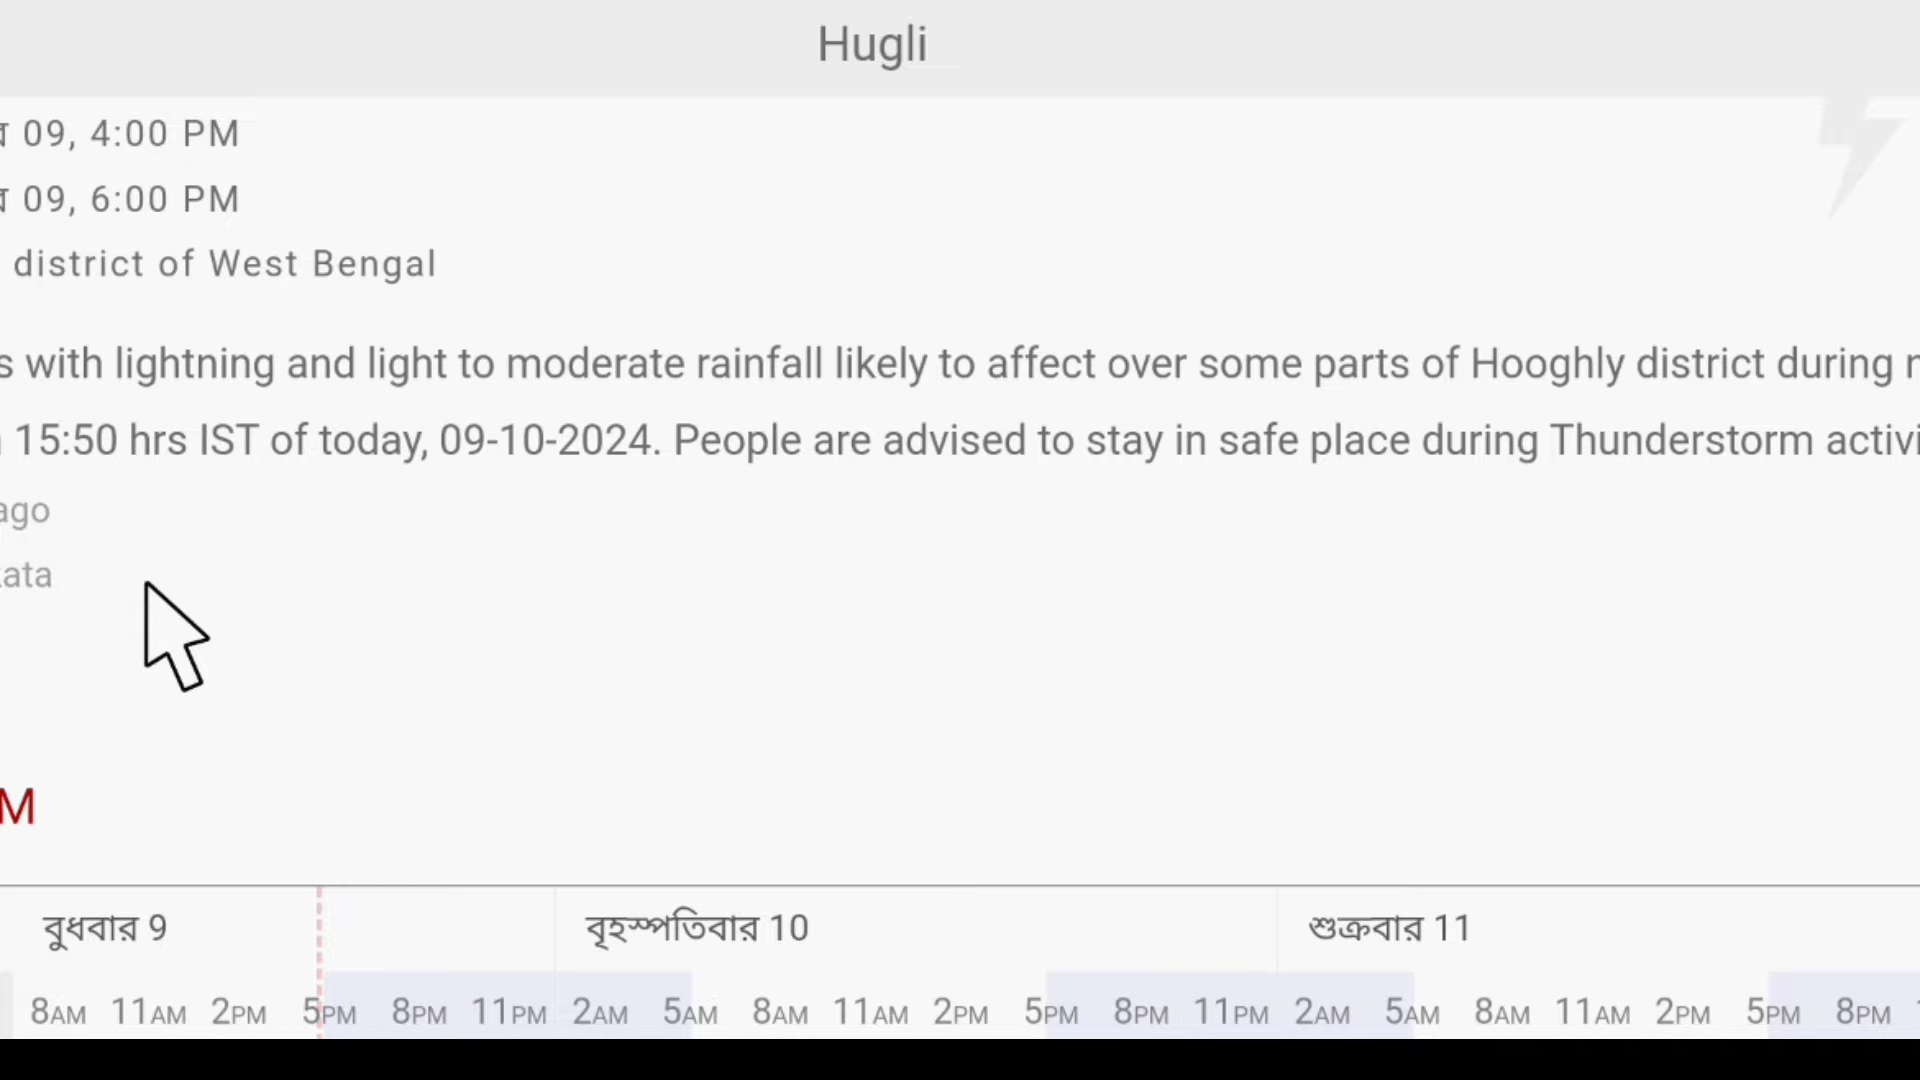 Hugli
09, 4:00 PM
09, 6:00 PM
district of West Bengal
s with lightning and light to moderate rainfall likely to affect over some parts of Hooghly district during
15:50 hrs IST of today, 09-10-2024. People are advised to stay in safe place during Thunderstorm activi
ago
kata
M
বুধবার 9 বৃহস্পতিবার 10 শুক্রবার 11
8AM 11AM 2PM 5PM 8PM 11PM 2AM 5AM 8AM 11AM 2PM 5PM 8PM 11PM 2AM 5AM 8AM 11AM 2PM 5PM 8PM